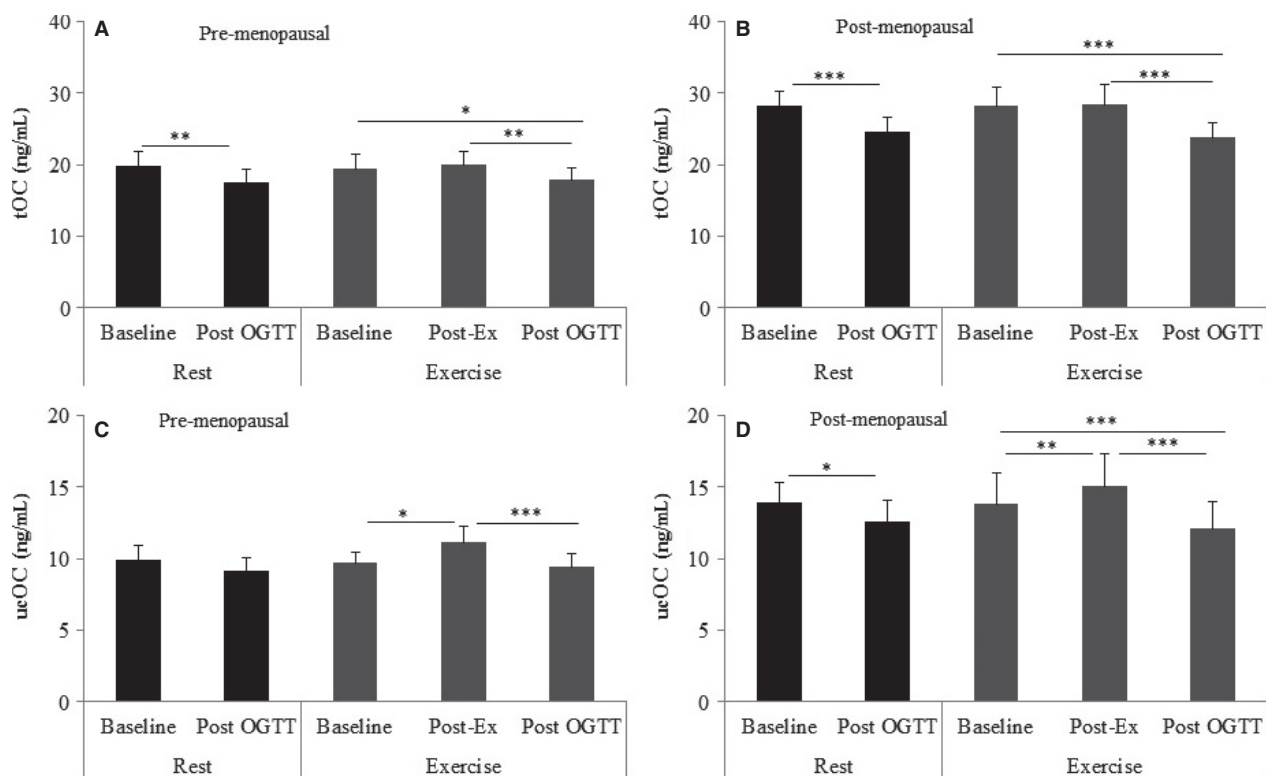 A
Pre-menopausal
tOC (ng/mL)
40
30
20
10
0
**
*
**
Baseline Post OGTT Baseline Post-Ex Post OGTT
Rest Exercise
B
Post-menopausal
tOC (ng/mL)
40
30
20
10
0
***
***
***
Baseline Post OGTT Baseline Post-Ex Post OGTT
Rest Exercise
C
Pre-menopausal
ucOC (ng/mL)
20
15
10
5
0
*
***
Baseline Post OGTT Baseline Post-Ex Post OGTT
Rest Exercise
D
Post-menopausal
ucOC (ng/mL)
20
15
10
5
0
***
**
***
*
Baseline Post OGTT Baseline Post-Ex Post OGTT
Rest Exercise